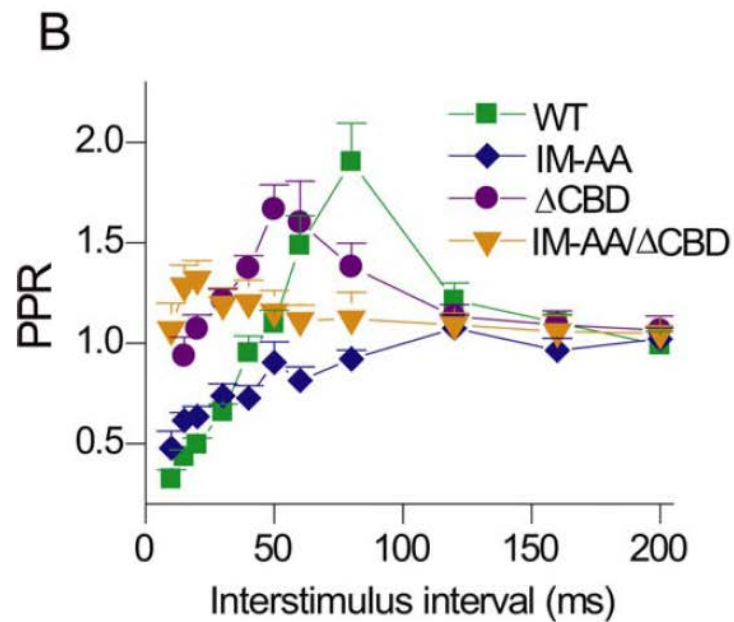 B
WT
IM-AA
ΔCBD
IM-AA/ΔCBD
2.0
1.5
1.0
0.5
PPR
0 50 100 150 200
Interstimulus interval (ms)